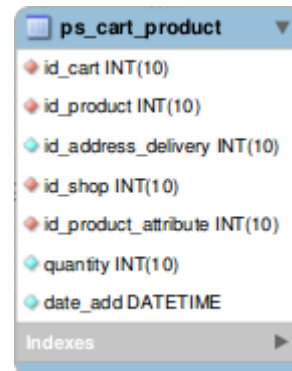 ps_cart_product
id_cart INT(10)
id_product INT(10)
id_address_delivery INT(10)
id_shop INT(10)
id_product_attribute INT(10)
quantity INT(10)
date_add DATETIME
Indexes